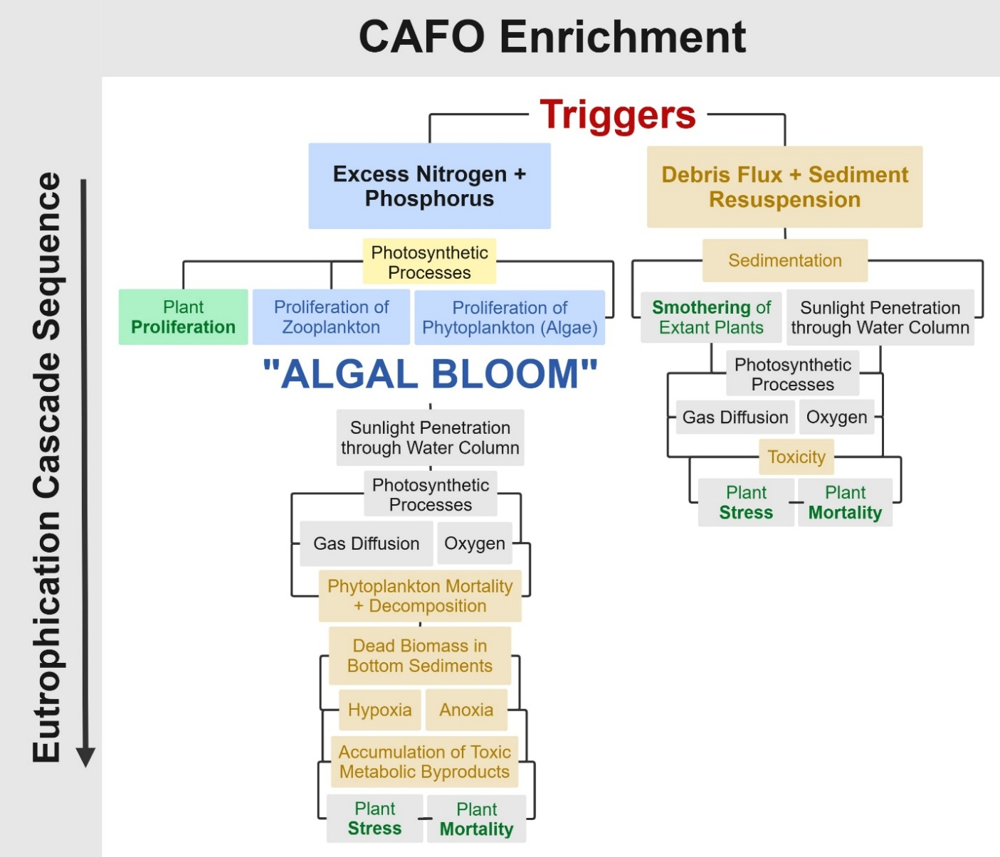 CAFO Enrichment
Eutrophication Cascade Sequence
Triggers
Excess Nitrogen +
Phosphorus
Photosynthetic
Processes
Plant
Proliferation
Proliferation of
Zooplankton
Proliferation of
Phytoplankton (Algae)
"ALGAL BLOOM"
Sunlight Penetration
through Water Column
Photosynthetic
Processes
Gas Diffusion
Oxygen
Phytoplankton Mortality
+ Decomposition
Dead Biomass in
Bottom Sediments
Hypoxia
Anoxia
Accumulation of Toxic
Metabolic Byproducts
Plant
Stress
Plant
Mortality
Debris Flux + Sediment
Resuspension
Sedimentation
Smothering of
Extant Plants
Sunlight Penetration
through Water Column
Photosynthetic
Processes
Gas Diffusion
Oxygen
Toxicity
Plant
Stress
Plant
Mortality